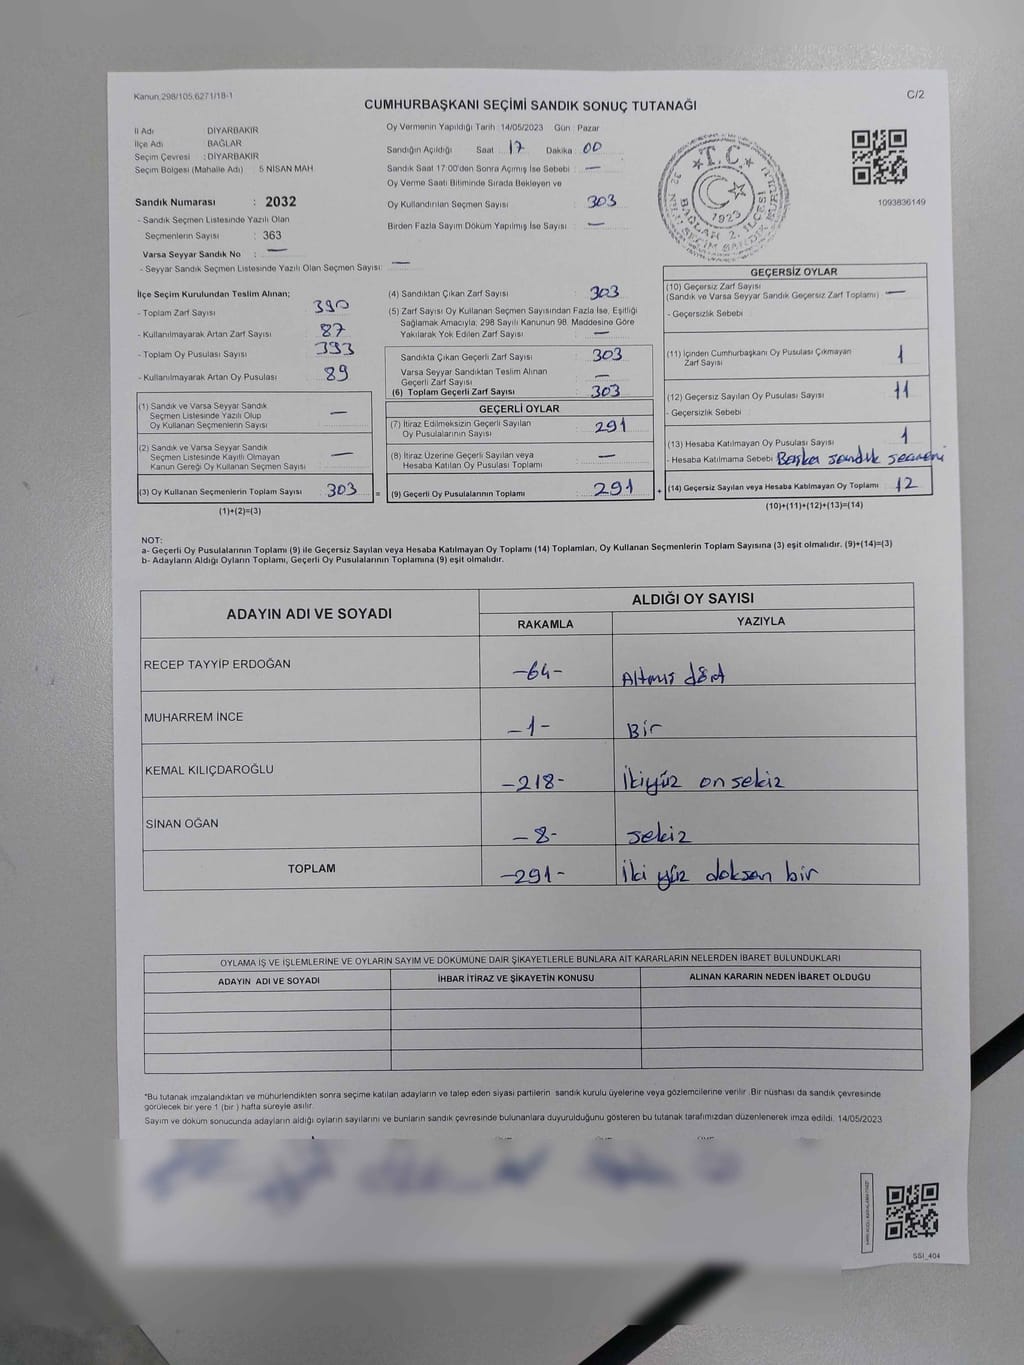 Kanun 298/105,6271/18-1
C/2
CUMHURBAŞKANI SEÇİMİ SANDIK SONUÇ TUTANAĞI
İl Adı DİYARBAKIR
İlçe Adı BAĞLAR
Seçim Çevresi : DİYARBAKIR
Seçim Bölgesi (Mahalle Adı) 5 NİSAN MAH
Sandık Numarası : 2032
- Sandık Seçmen Listesinde Yazılı Olan
Seçmenlerin Sayısı : 363
Varsa Seyyar Sandık No : —
- Seyyar Sandık Seçmen Listesinde Yazılı Olan Seçmen Sayısı: —
Oy Vermenin Yapıldığı Tarih 14/05/2023 Gün : Pazar
Sandığın Açıldığı Saat 17 Dakika 00
Sandık Saat 17:00'den Sonra Açımış İse Sebebi : —
Oy Verme Saati Bitiminde Sırada Bekleyen ve
Oy Kullandırılan Seçmen Sayısı : 303
Birden Fazla Sayım Döküm Yapılmış İse Sayısı : —
T.C.
1923
BAĞLAR 2. İLÇESİ
1093836149
İlçe Seçim Kurulundan Teslim Alınan;
- Toplam Zarf Sayısı : 390
- Kullanılmayarak Artan Zarf Sayısı : 87
- Toplam Oy Pusulası Sayısı : 393
- Kullanılmayarak Artan Oy Pusulası : 89
(1) Sandık ve Varsa Seyyar Sandık
Seçmen Listesinde Yazılı Olup
Oy Kullanan Seçmenlerin Sayısı : —
(2) Sandık ve Varsa Seyyar Sandık
Seçmen Listesinde Kayıtlı Olmayan
Kanun Gereği Oy Kullanan Seçmen Sayısı : —
(3) Oy Kullanan Seçmenlerin Toplam Sayısı : 303 =
(1)+(2)=(3)
(4) Sandıktan Çıkan Zarf Sayısı : 303
(5) Zarf Sayısı Oy Kullanan Seçmen Sayısından Fazla İse, Eşitliği
Sağlamak Amacıyla; 298 Sayılı Kanunun 98. Maddesine Göre
Yakılarak Yok Edilen Zarf Sayısı : —
Sandıkta Çıkan Geçerli Zarf Sayısı : 303
Varsa Seyyar Sandıktan Teslim Alınan
Geçerli Zarf Sayısı : —
(6) Toplam Geçerli Zarf Sayısı : 303
GEÇERLİ OYLAR
(7) İtiraz Edilmeksizin Geçerli Sayılan
Oy Pusulalarının Sayısı : 291
(8) İtiraz Üzerine Geçerli Sayılan veya
Hesaba Katılan Oy Pusulası Toplamı : —
(9) Geçerli Oy Pusulalarının Toplamı : 291 +
GEÇERSİZ OYLAR
(10) Geçersiz Zarf Sayısı
(Sandık ve Varsa Seyyar Sandık Geçersiz Zarf Toplamı) : —
- Geçersizlik Sebebi :
(11) İçinden Cumhurbaşkanı Oy Pusulası Çıkmayan
Zarf Sayısı : 1
(12) Geçersiz Sayılan Oy Pusulası Sayısı : 11
- Geçersizlik Sebebi :
(13) Hesaba Katılmayan Oy Pusulası Sayısı : 1
- Hesaba Katılmama Sebebi : Başka sandık seçmeni
(14) Geçersiz Sayılan veya Hesaba Katılmayan Oy Toplamı : 12
(10)+(11)+(12)+(13)=(14)
NOT:
a- Geçerli Oy Pusulalarının Toplamı (9) ile Geçersiz Sayılan veya Hesaba Katılmayan Oy Toplamı (14) Toplamları, Oy Kullanan Seçmenlerin Toplam Sayısına (3) eşit olmalıdır. (9)+(14)=(3)
b- Adayların Aldığı Oyların Toplamı, Geçerli Oy Pusulalarının Toplamına (9) eşit olmalıdır.
ADAYIN ADI VE SOYADI
ALDIĞI OY SAYISI
RAKAMLA YAZIYLA
RECEP TAYYİP ERDOĞAN -64- Altmış dört
MUHARREM İNCE -1- Bir
KEMAL KILIÇDAROĞLU -218- İkiyüz on sekiz
SİNAN OĞAN -8- sekiz
TOPLAM -291- İki yüz doksan bir
OYLAMA İŞ VE İŞLEMLERİNE VE OYLARIN SAYIM VE DÖKÜMÜNE DAİR ŞİKAYETLERLE BUNLARA AİT KARARLARIN NELERDEN İBARET BULUNDUKLARI
ADAYIN ADI VE SOYADI İHBAR İTİRAZ VE ŞİKAYETİN KONUSU ALINAN KARARIN NEDEN İBARET OLDUĞU
*Bu tutanak imzalandıktan ve mühürlendikten sonra seçime katılan adayların ve talep eden siyasi partilerin sandık kurulu üyelerine veya gözlemcilerine verilir. Bir nüshası da sandık çevresinde
görülecek bir yere 1 (bir ) hafta süreyle asılır.
Sayım ve döküm sonucunda adayların aldığı oyların sayılarını ve bunların sandık çevresinde bulunanlara duyurulduğunu gösteren bu tutanak tarafımızdan düzenlenerek imza edildi. 14/05/2023
SSI_404